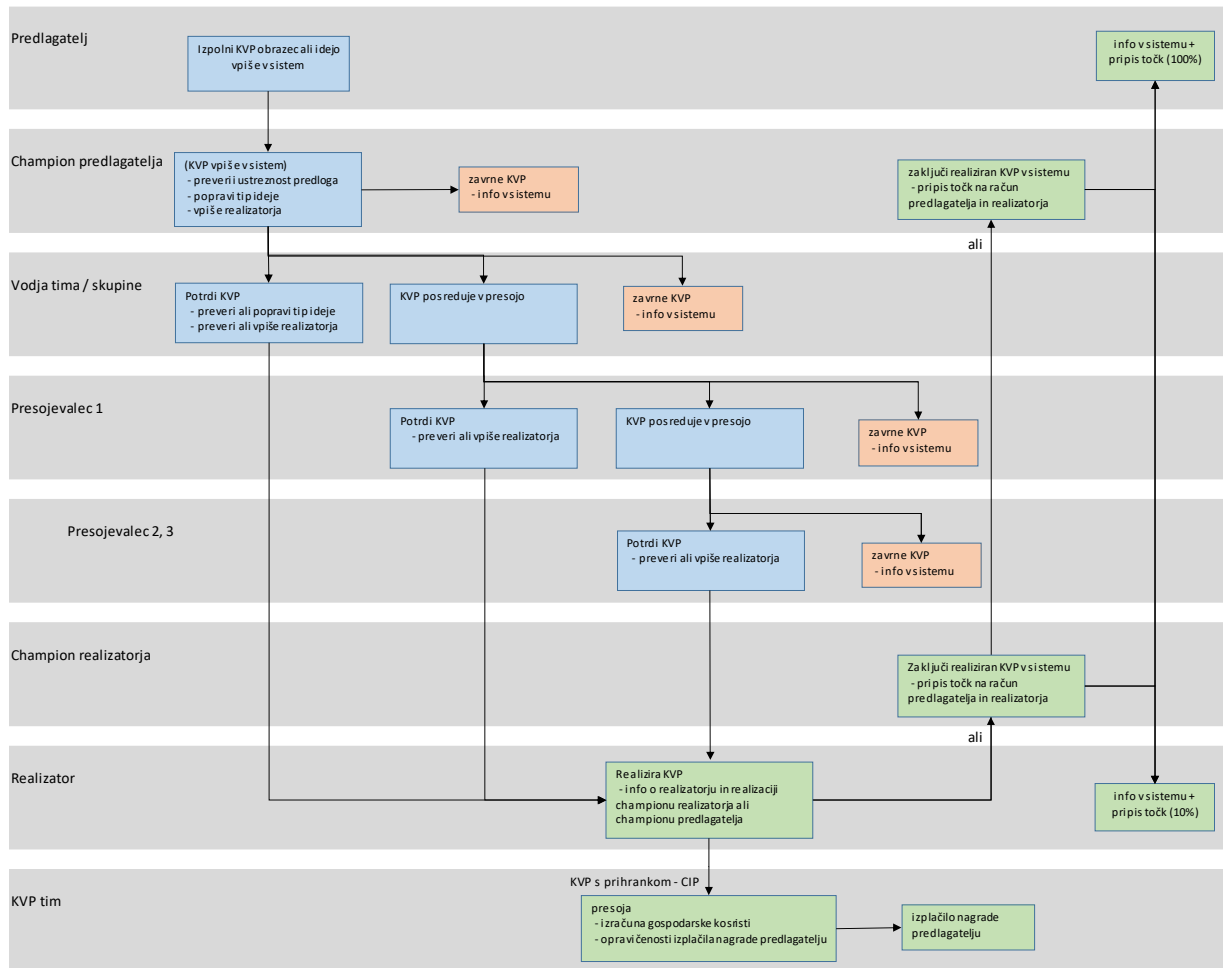 Predlagatelj
Izpolni KVP obrazec ali idejo
vpiše v sistem
info v sistemu +
pripis točk (100%)
Champion predlagatelja
(KVP vpiše v sistem)
- preveri i ustreznost predloga
- popravi tip ideje
- vpiše realizatorja
zavrne KVP
- info v sistemu
zaključi realiziran KVP v sistemu
- pripis točk na račun
predlagatelja in realizatorja
ali
Vodja tima / skupine
Potrdi KVP
- preveri ali popravi tip ideje
- preveri ali vpiše realizatorja
KVP posreduje v presojo
zavrne KVP
- info v sistemu
Presojevalec 1
Potrdi KVP
- preveri ali vpiše realizatorja
KVP posreduje v presojo
zavrne KVP
- info v sistemu
Presojevalec 2, 3
Potrdi KVP
- preveri ali vpiše realizatorja
zavrne KVP
- info v sistemu
Champion realizatorja
Zaključi realiziran KVP v sistemu
- pripis točk na račun
predlagatelja in realizatorja
ali
Realizator
Realizira KVP
- info o realizatorju in realizaciji
championu realizatorja ali
championu predlagatelja
info v sistemu +
pripis točk (10%)
KVP s prihrankom - CIP
KVP tim
presoja
- izračuna gospodarske kosristi
- opravičenosti izplačila nagrade predlagatelju
izplačilo nagrade
predlagatelju